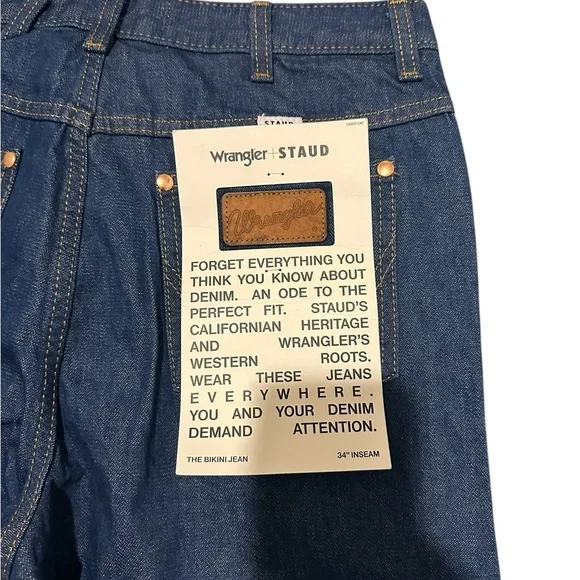 STAUD
Wrangler + STAUD
Wrangler
FORGET EVERYTHING YOU
THINK YOU KNOW ABOUT
DENIM. AN ODE TO THE
PERFECT FIT. STAUD'S
CALIFORNIAN HERITAGE
AND WRANGLER'S
WESTERN ROOTS.
WEAR THESE JEANS
EVERYWHERE.
YOU AND YOUR DENIM
DEMAND ATTENTION.
THE BIKINI JEAN 34" INSEAM